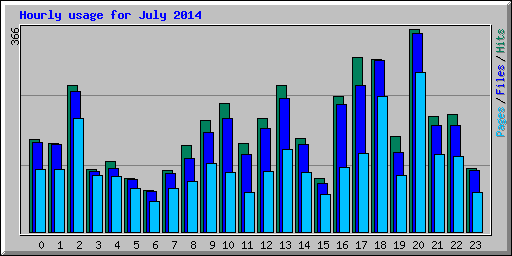 Hourly usage for July 2014
366
Pages/Files/Hits
0 1 2 3 4 5 6 7 8 9 10 11 12 13 14 15 16 17 18 19 20 21 22 23